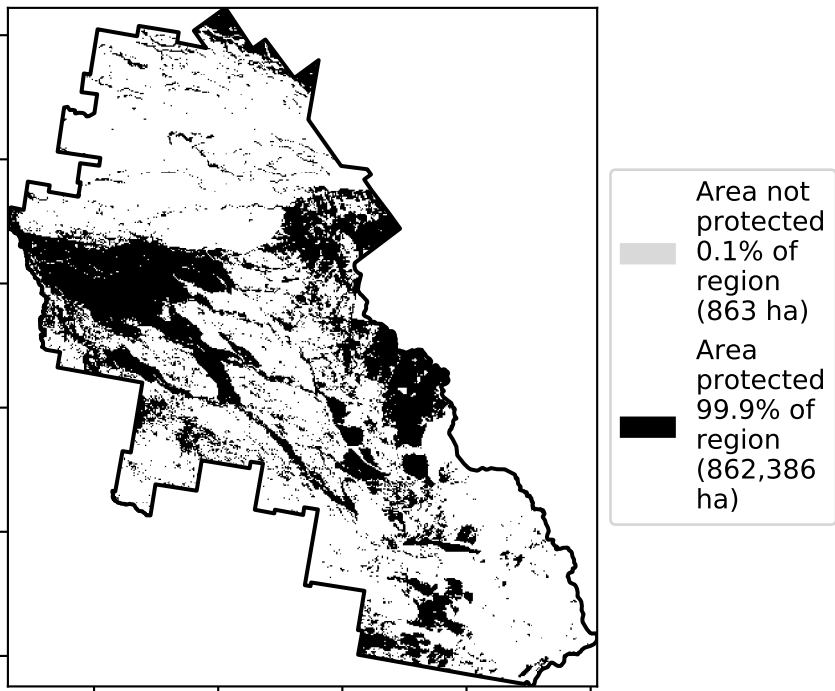 Area not
protected
0.1% of
region
(863 ha)
Area
protected
99.9% of
region
(862,386
ha)